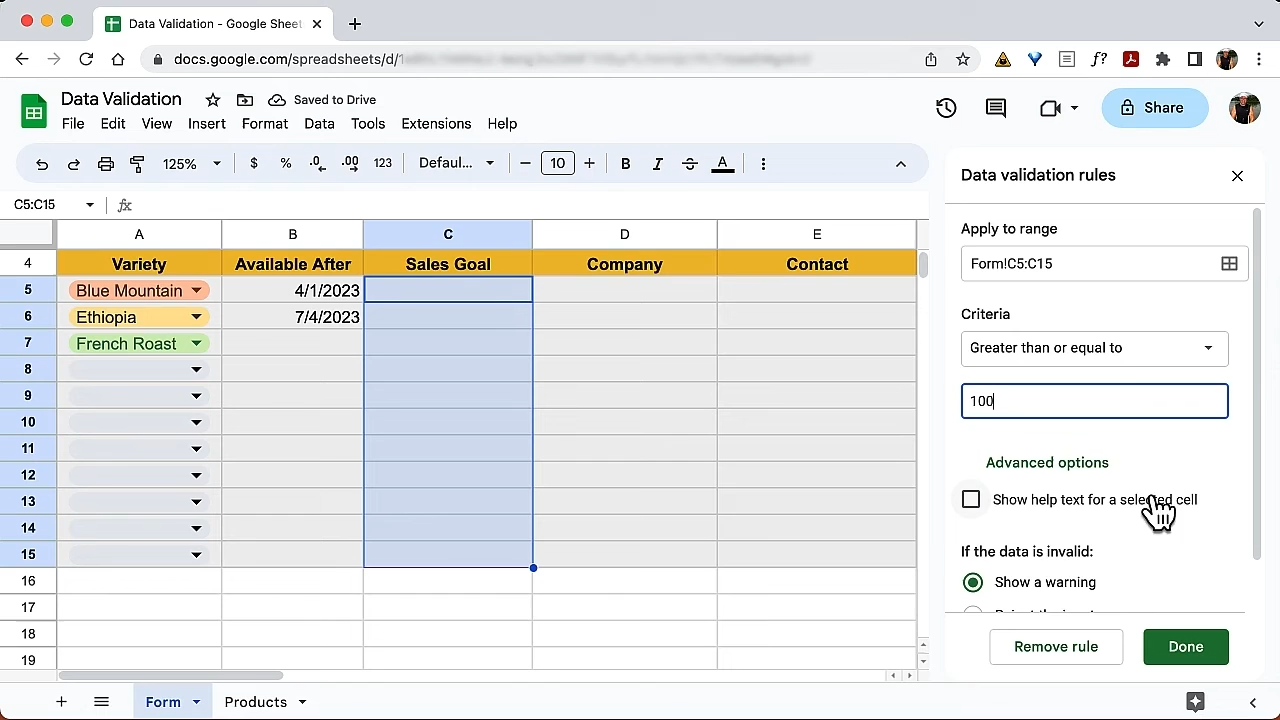 Data Validation - Google Sheet
docs.google.com/spreadsheets/d/1
Data Validation
Saved to Drive
File Edit View Insert Format Data Tools Extensions Help
Share
125% $ % .0 .00 123 Defaul... 10 B I S A
C5:C15 fx
A B C D E
4 Variety Available After Sales Goal Company Contact
5 Blue Mountain 4/1/2023
6 Ethiopia 7/4/2023
7 French Roast
8
9
10
11
12
13
14
15
16
17
18
19
Data validation rules
Apply to range
Form!C5:C15
Criteria
Greater than or equal to
100
Advanced options
Show help text for a selected cell
If the data is invalid:
Show a warning
Remove rule Done
Form Products